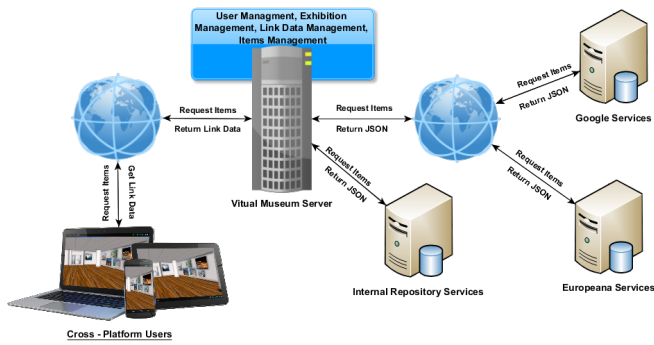 User Managment, Exhibition
Management, Link Data Management,
Items Management
Request Items
Return Link Data
Request Items
Return JSON
Request Items
Return JSON
Google Services
Request Items
Get Link Data
Vitual Museum Server
Request Items
Return JSON
Request Items
Return JSON
Internal Repository Services
Europeana Services
Cross - Platform Users